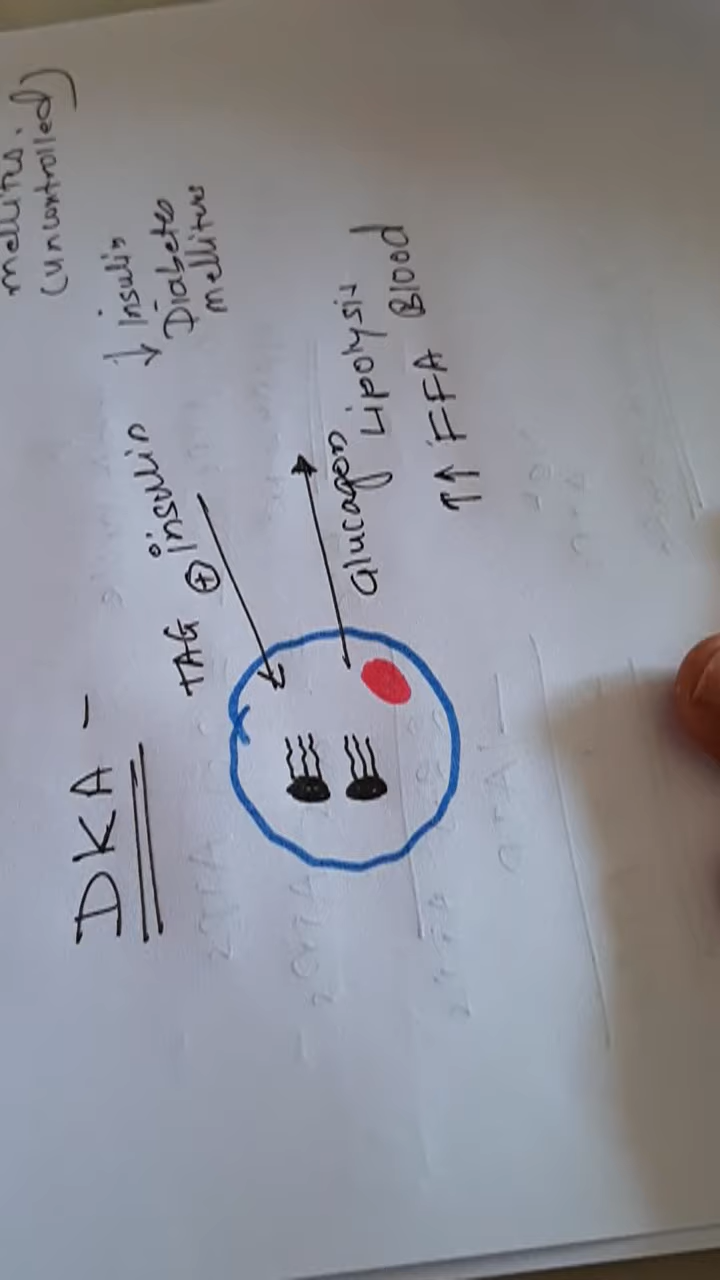 mellitus.
(uncontrolled)
DKA -
↓ insulin
Diabetes
mellitus
TAG ⊕ insulin
Glucagon
Lipolysis
↑↑ FFA Blood